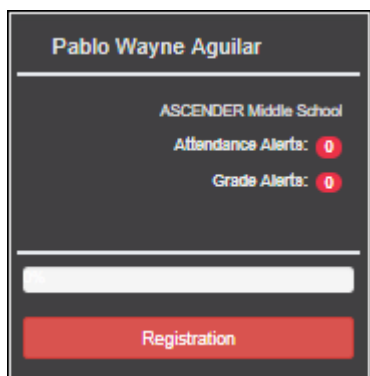 Pablo Wayne Aguilar
ASCENDER Middle School
Attendance Alerts: 0
Grade Alerts: 0
Registration